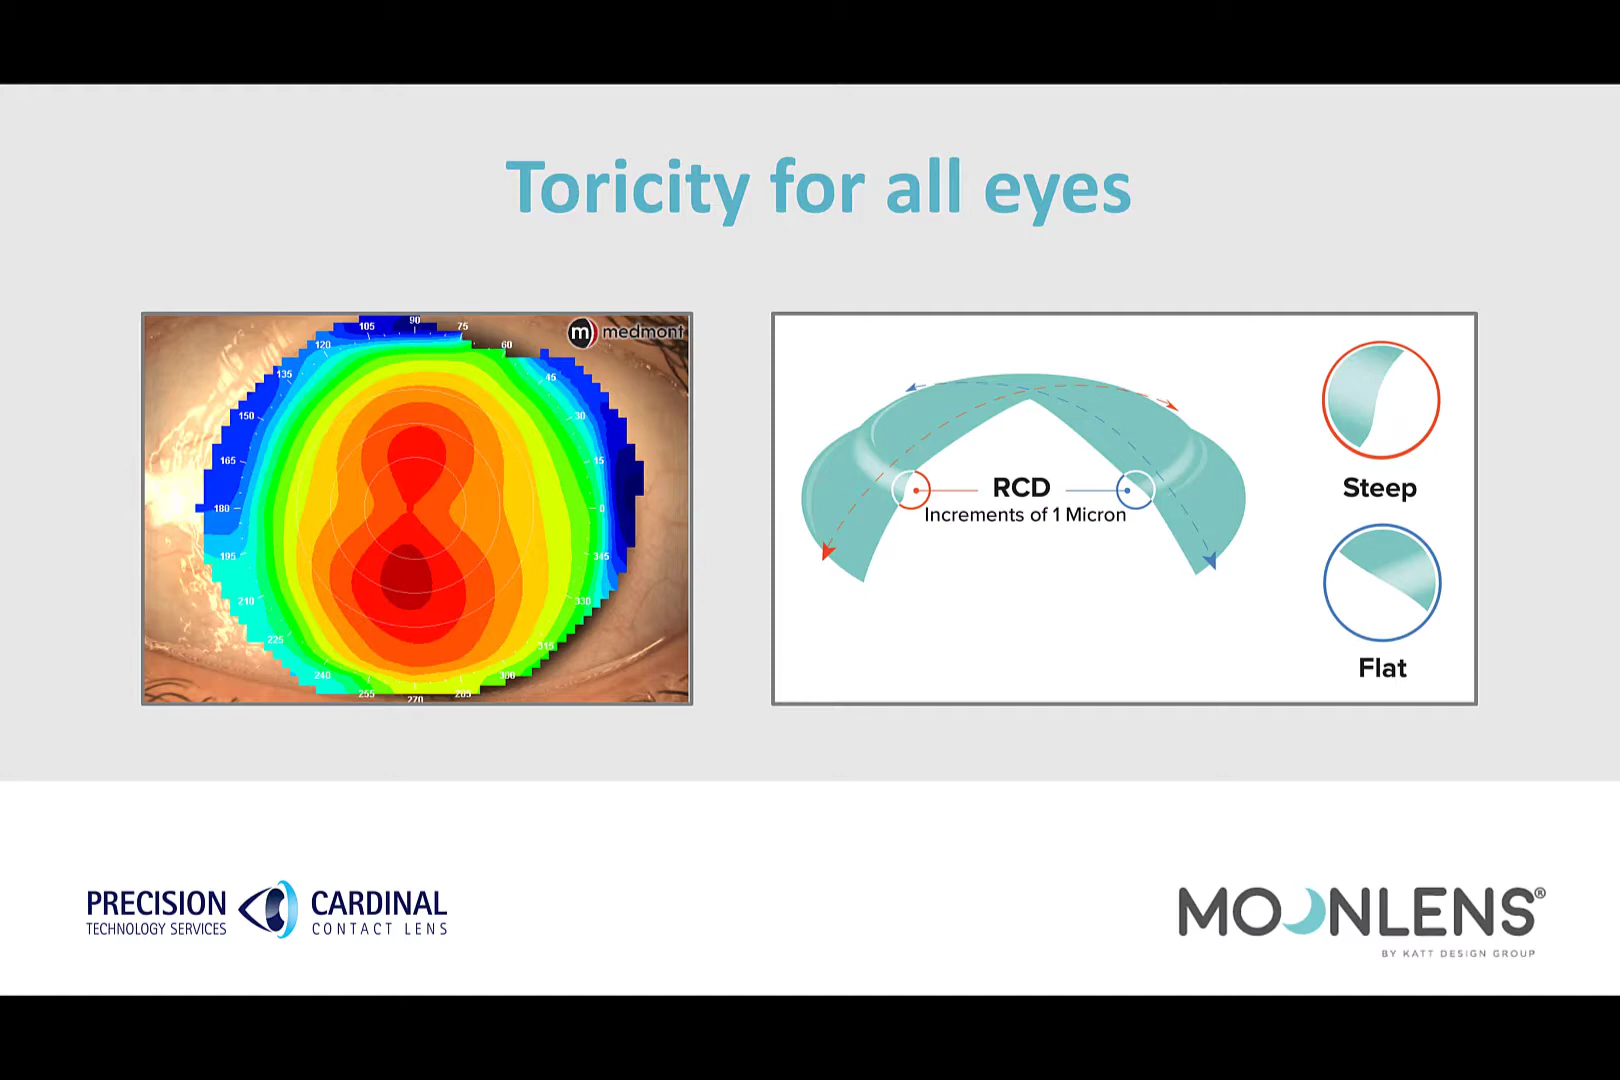 Toricity for all eyes
medmont
105
90
75
120
60
135
45
150
30
165
15
180
0
195
345
210
330
225
315
240
300
255
270
285
RCD
Increments of 1 Micron
Steep
Flat
PRECISION
TECHNOLOGY SERVICES
CARDINAL
CONTACT LENS
MOONLENS®
BY KATT DESIGN GROUP